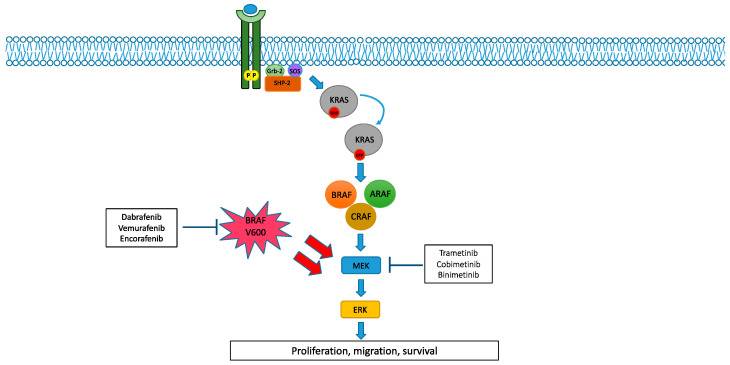 P P
Grb-2
SOS
SHP-2
KRAS
KRAS
BRAF
ARAF
CRAF
Dabrafenib
Vemurafenib
Encorafenib
BRAF
V600
MEK
Trametinib
Cobimetinib
Binimetinib
ERK
Proliferation, migration, survival